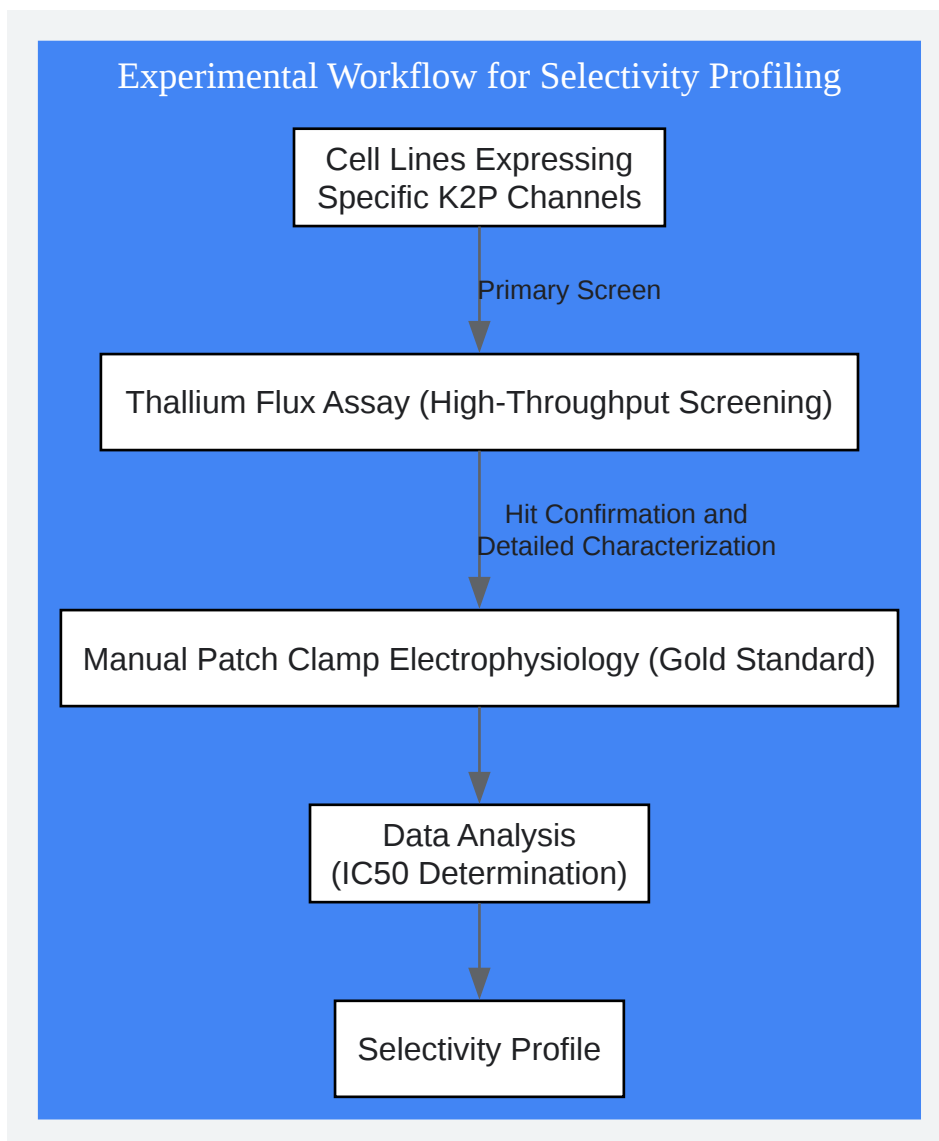 Experimental Workflow for Selectivity Profiling
Cell Lines Expressing
Specific K2P Channels
Primary Screen
Thallium Flux Assay (High-Throughput Screening)
Hit Confirmation and
Detailed Characterization
Manual Patch Clamp Electrophysiology (Gold Standard)
Data Analysis
(IC50 Determination)
Selectivity Profile